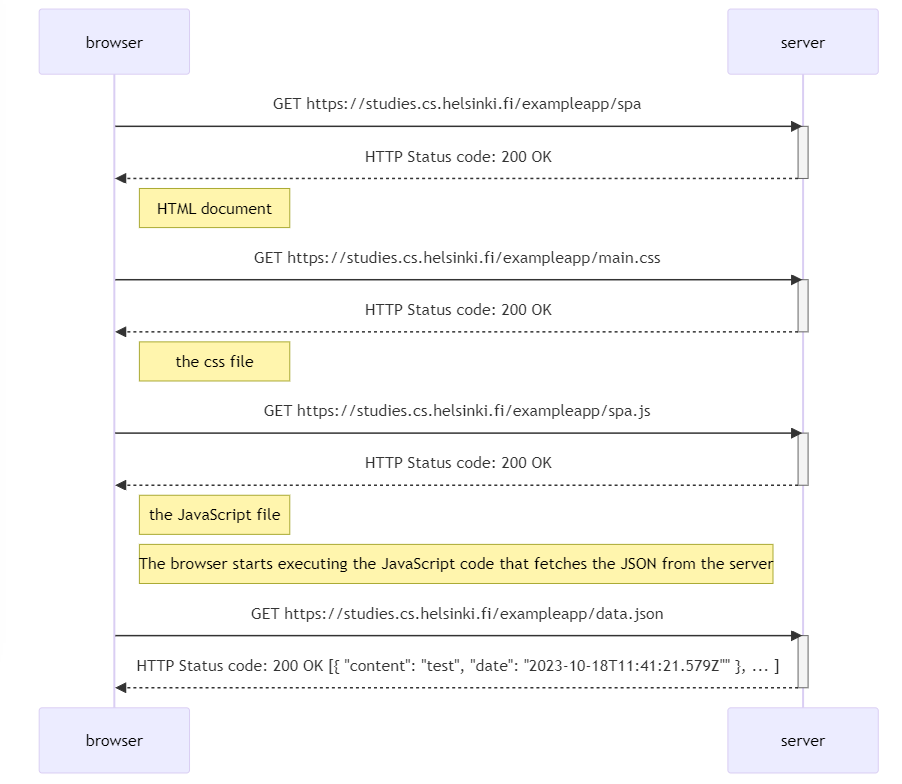 browser
server
GET https://studies.cs.helsinki.fi/exampleapp/spa
HTTP Status code: 200 OK
HTML document
GET https://studies.cs.helsinki.fi/exampleapp/main.css
HTTP Status code: 200 OK
the css file
GET https://studies.cs.helsinki.fi/exampleapp/spa.js
HTTP Status code: 200 OK
the JavaScript file
The browser starts executing the JavaScript code that fetches the JSON from the server
GET https://studies.cs.helsinki.fi/exampleapp/data.json
HTTP Status code: 200 OK [{ "content": "test", "date": "2023-10-18T11:41:21.579Z"" }, ... ]
browser
server